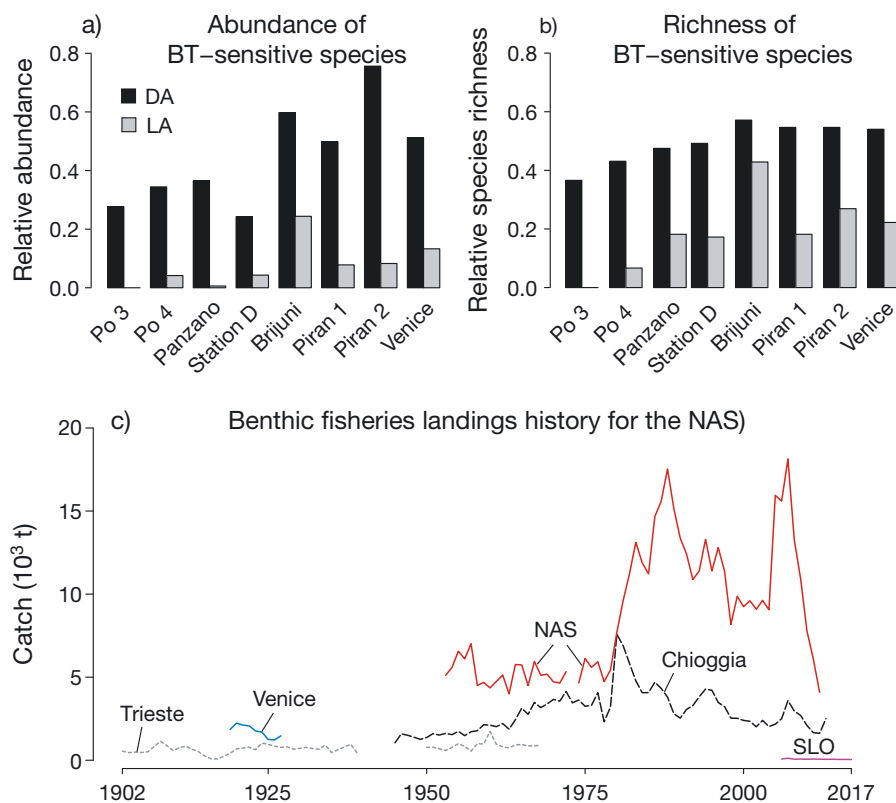 a)
Abundance of
BT−sensitive species
Relative abundance
0.8
0.6
0.4
0.2
0.0
DA
LA
Po 3
Po 4
Panzano
Station D
Brijuni
Piran 1
Piran 2
Venice
b)
Richness of
BT−sensitive species
Relative species richness
0.8
0.6
0.4
0.2
0.0
Po 3
Po 4
Panzano
Station D
Brijuni
Piran 1
Piran 2
Venice
c)
Benthic fisheries landings history for the NAS)
Catch (10³ t)
20
15
10
5
0
NAS
Chioggia
Venice
Trieste
SLO
1902
1925
1950
1975
2000
2017